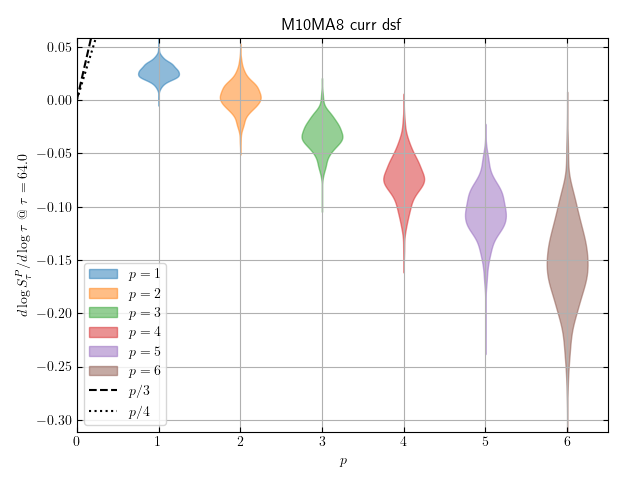 M10MA8 curr dsf
d log S_τ^P / d log τ @ τ = 64.0
0.05
0.00
−0.05
−0.10
−0.15
−0.20
−0.25
−0.30
p = 1
p = 2
p = 3
p = 4
p = 5
p = 6
p/3
p/4
0 1 2 3 4 5 6
p